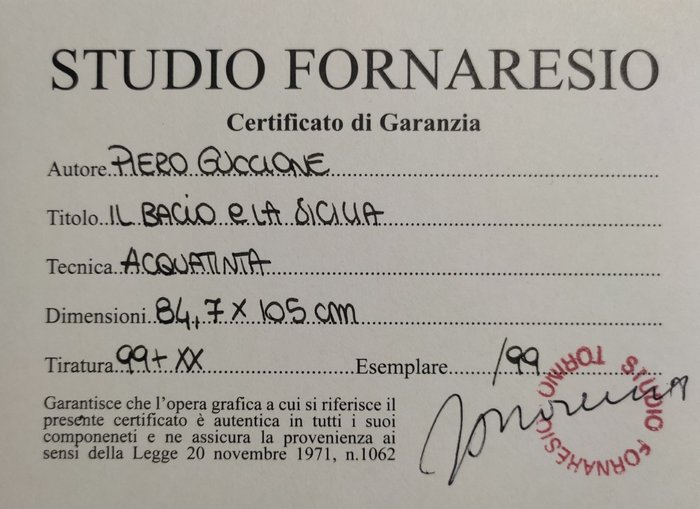 STUDIO FORNARESIO
Certificato di Garanzia
Autore PIERO GUCCIONE
Titolo IL BACIO e LA SICILIA
Tecnica ACQUATINTA
Dimensioni 84,7 x 105 cm
Tiratura 99 + XX Esemplare /99
Garantisce che l'opera grafica a cui si riferisce il
presente certificato è autentica in tutti i suoi
componeneti e ne assicura la provenienza ai
sensi della Legge 20 novembre 1971, n.1062
STUDIO FORNARESIO TORINO